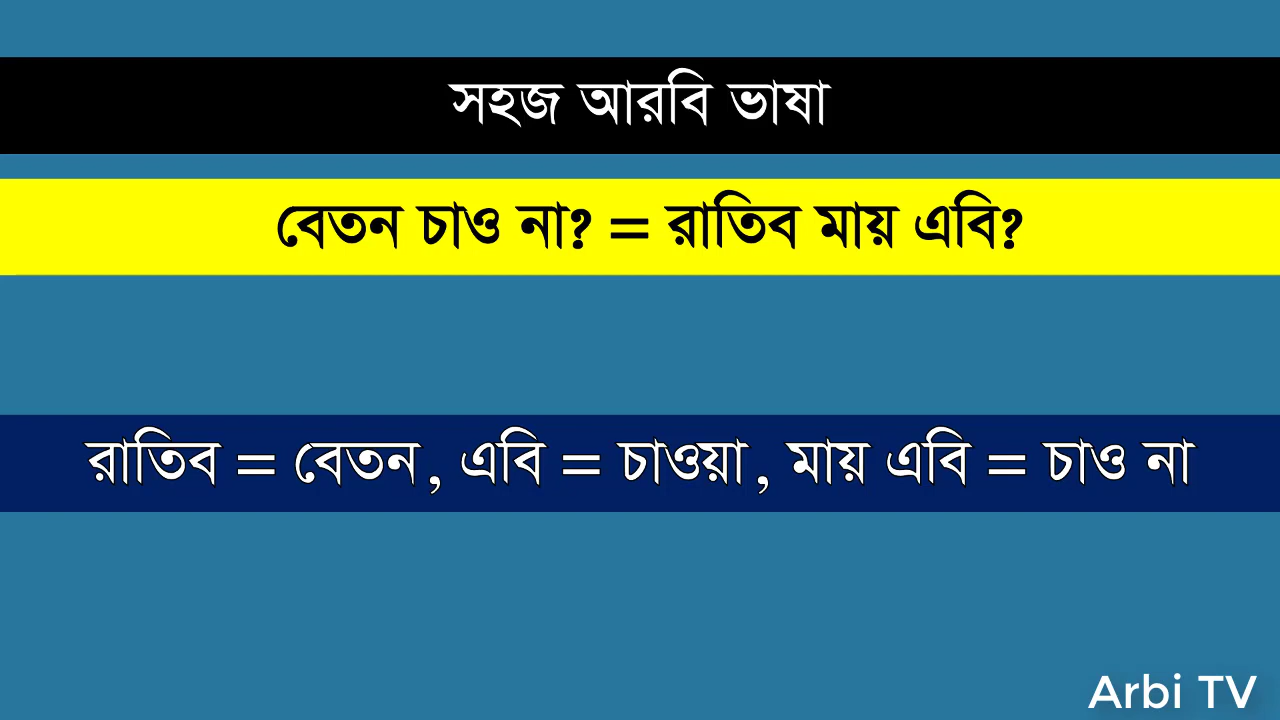 সহজ আরবি ভাষা
বেতন চাও না? = রাতিব মায় এবি?
রাতিব = বেতন, এবি = চাওয়া, মায় এবি = চাও না
Arbi TV